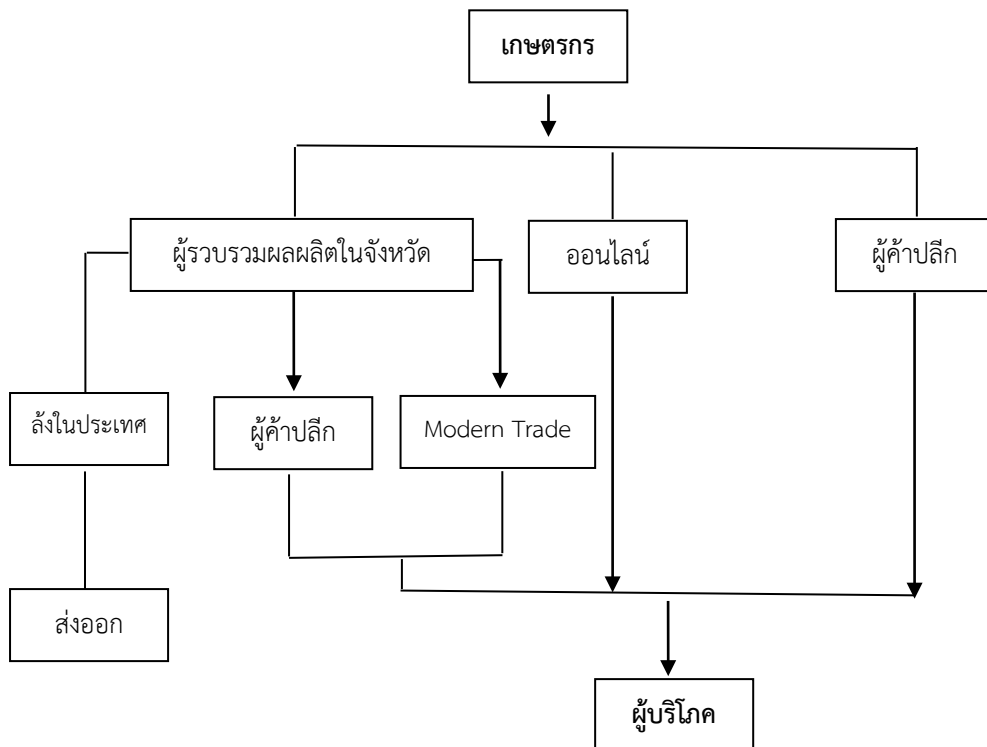 เกษตรกร
ผู้รวบรวมผลผลิตในจังหวัด
ออนไลน์
ผู้ค้าปลีก
ล้งในประเทศ
ผู้ค้าปลีก
Modern Trade
ส่งออก
ผู้บริโภค